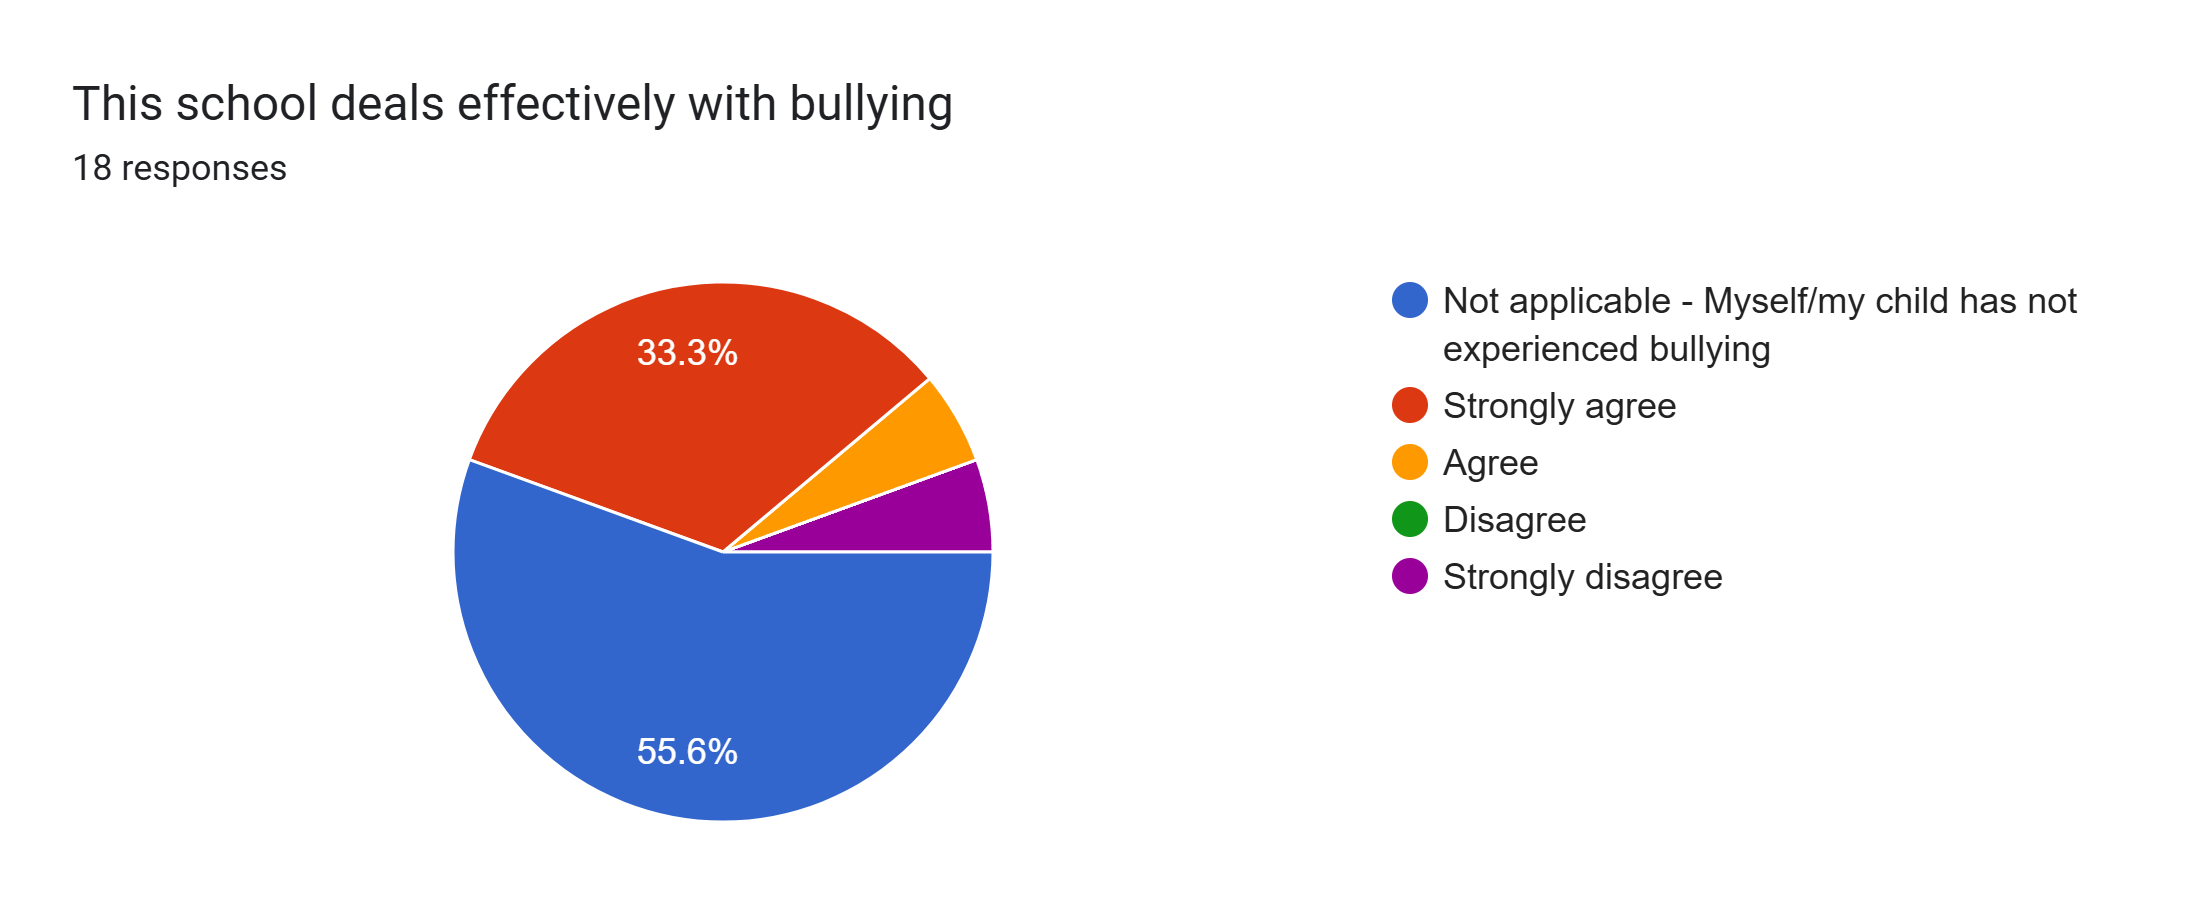 This school deals effectively with bullying
18 responses
33.3%
55.6%
Not applicable - Myself/my child has not
experienced bullying
Strongly agree
Agree
Disagree
Strongly disagree